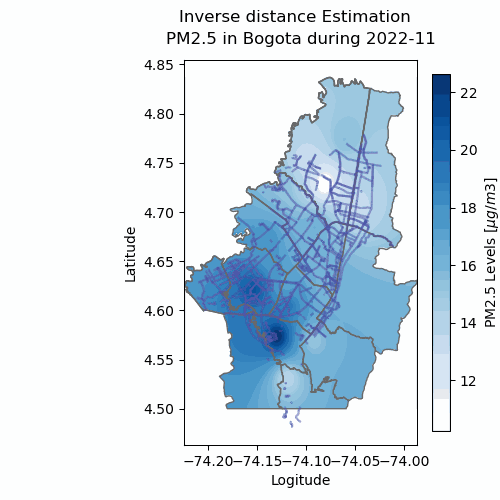 Inverse distance Estimation
PM2.5 in Bogota during 2022-11
4.85
4.80
4.75
4.70
4.65
4.60
4.55
4.50
Latitude
−74.20 −74.15 −74.10 −74.05 −74.00
Logitude
22
20
18
16
14
12
PM2.5 Levels [μg/m3]